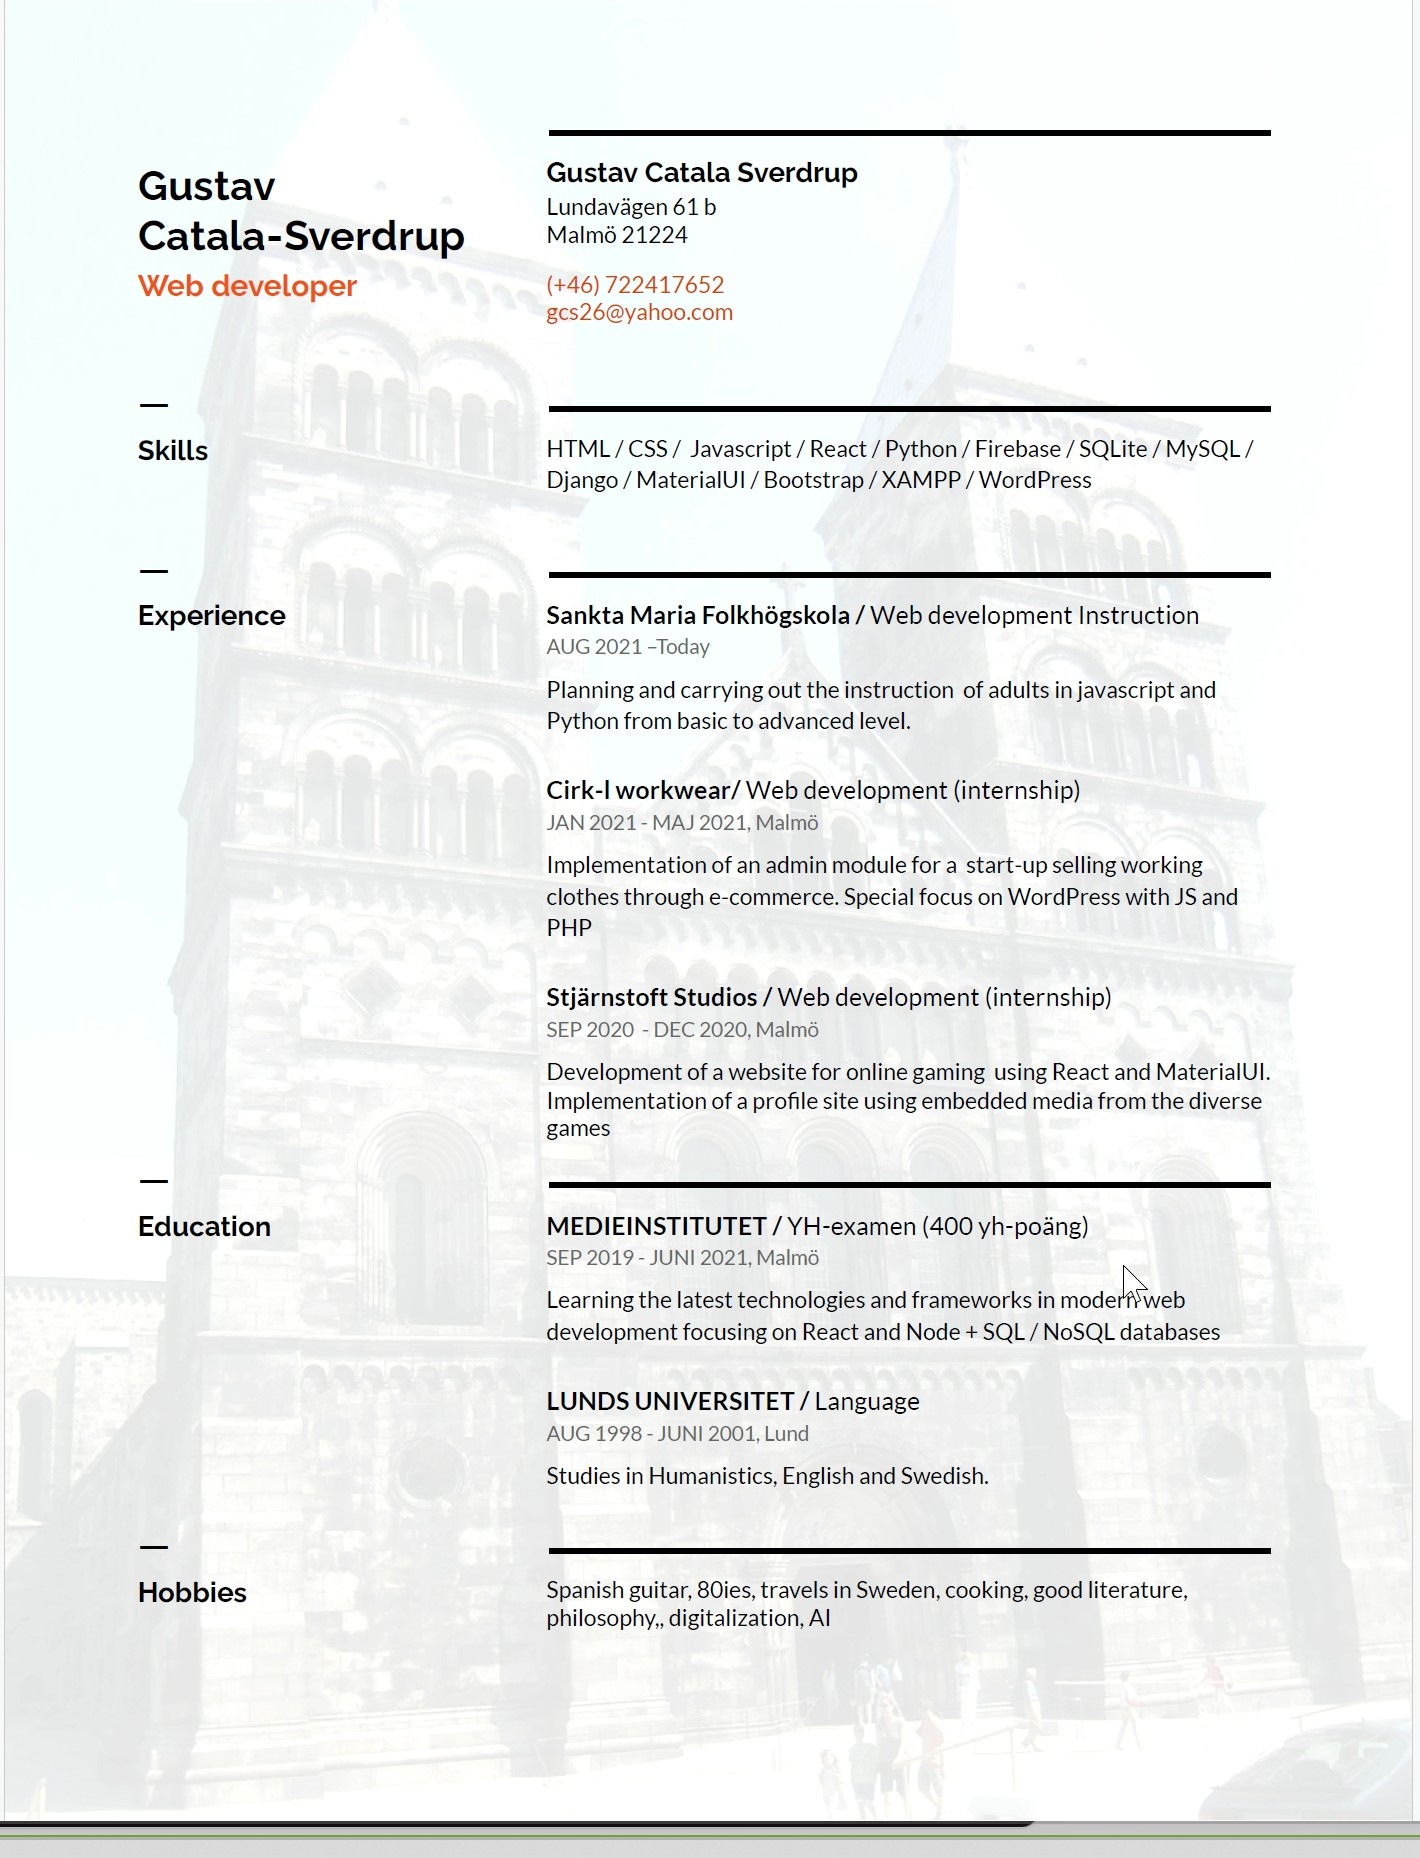 Gustav
Catala-Sverdrup
Web developer
Gustav Catala Sverdrup
Lundavägen 61 b
Malmö 21224
(+46) 722417652
gcs26@yahoo.com
Skills
HTML / CSS /  Javascript / React / Python / Firebase / SQLite / MySQL /
Django / MaterialUI / Bootstrap / XAMPP / WordPress
Experience
Sankta Maria Folkhögskola / Web development Instruction
AUG 2021 –Today
Planning and carrying out the instruction  of adults in javascript and
Python from basic to advanced level.
Cirk-l workwear/ Web development (internship)
JAN 2021 - MAJ 2021, Malmö
Implementation of an admin module for a  start-up selling working
clothes through e-commerce. Special focus on WordPress with JS and
PHP
Stjärnstoft Studios / Web development (internship)
SEP 2020  - DEC 2020, Malmö
Development of a website for online gaming  using React and MaterialUI.
Implementation of a profile site using embedded media from the diverse
games
Education
MEDIEINSTITUTET / YH-examen (400 yh-poäng)
SEP 2019 - JUNI 2021, Malmö
Learning the latest technologies and frameworks in modern web
development focusing on React and Node + SQL / NoSQL databases
LUNDS UNIVERSITET / Language
AUG 1998 - JUNI 2001, Lund
Studies in Humanistics, English and Swedish.
Hobbies
Spanish guitar, 80ies, travels in Sweden, cooking, good literature,
philosophy,, digitalization, AI